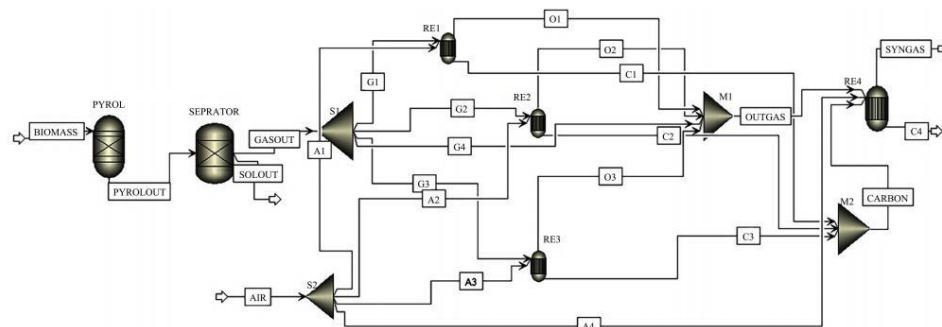 O1
RE1
O2
SYNGAS
G1
C1
RE4
PYROL
SEPRATOR
S1
G2
RE2
M1
OUTGAS
BIOMASS
GASOUT
A1
G4
C2
C4
SOLOUT
PYROLOUT
G3
A2
O3
CARBON
M2
RE3
C3
S2
A3
AIR
A4